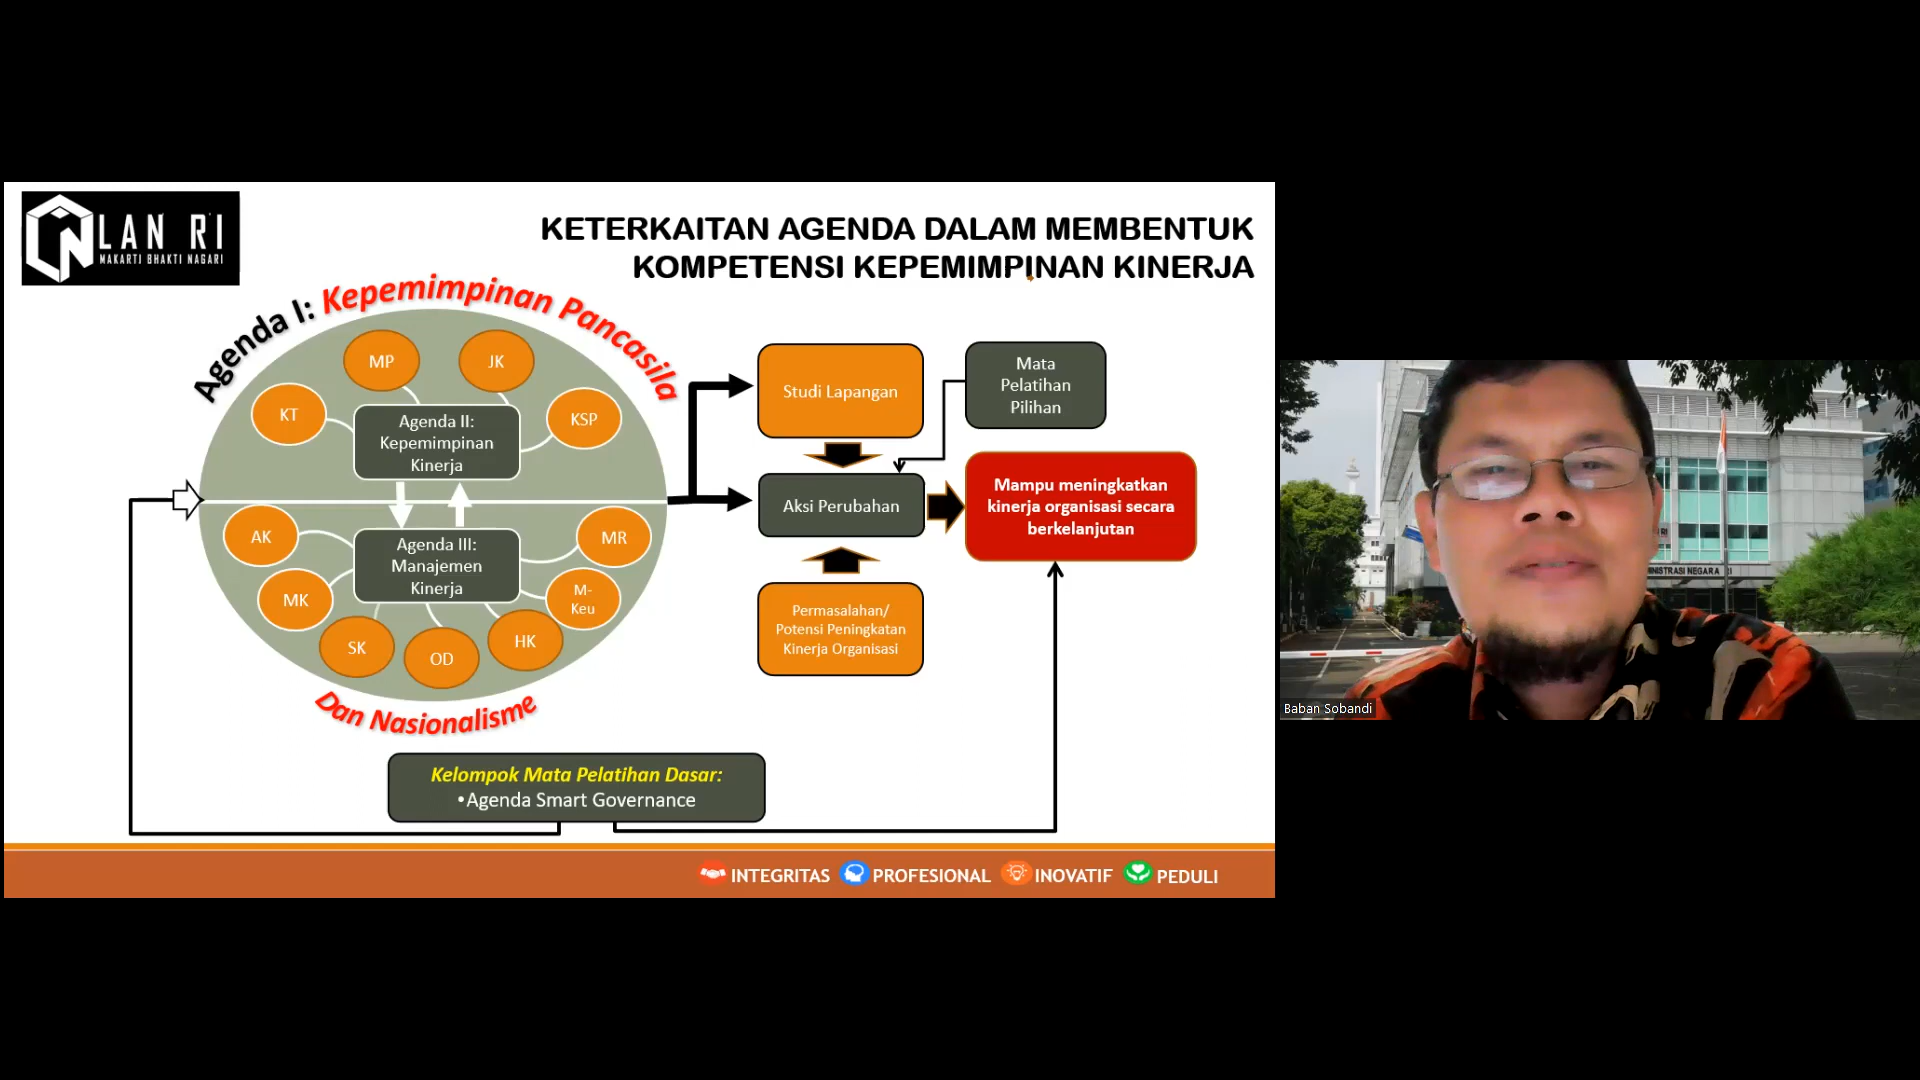 LAN RI
MAKARTI BHAKTI NAGARI
KETERKAITAN AGENDA DALAM MEMBENTUK
KOMPETENSI KEPEMIMPINAN KINERJA
Agenda I: Kepemimpinan Pancasila
MP
JK
KT
KSP
Agenda II:
Kepemimpinan
Kinerja
AK
MR
Agenda III:
Manajemen
Kinerja
MK
M-
Keu
SK
OD
HK
Dan Nasionalisme
Studi Lapangan
Mata
Pelatihan
Pilihan
Aksi Perubahan
Mampu meningkatkan
kinerja organisasi secara
berkelanjutan
Permasalahan/
Potensi Peningkatan
Kinerja Organisasi
Kelompok Mata Pelatihan Dasar:
•Agenda Smart Governance
INTEGRITAS PROFESIONAL INOVATIF PEDULI
MINISTRASI NEGARA RI
Baban Sobandi